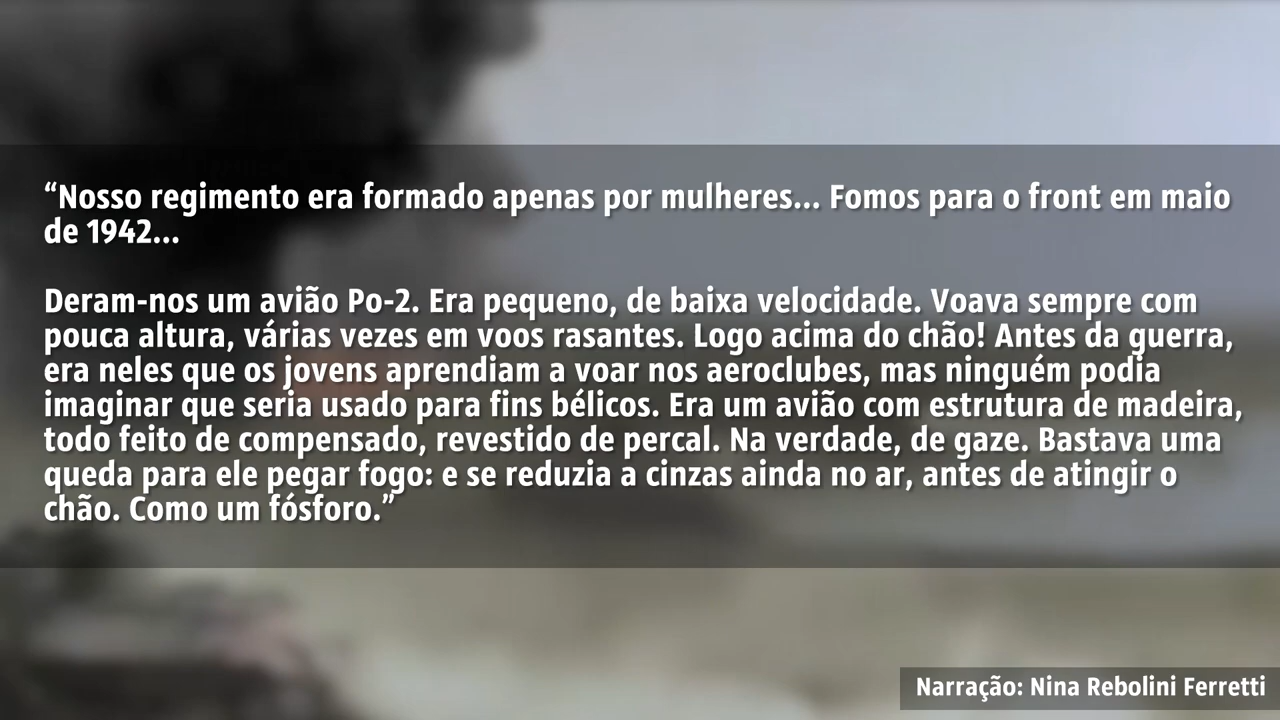 “Nosso regimento era formado apenas por mulheres... Fomos para o front em maio
de 1942...
Deram-nos um avião Po-2. Era pequeno, de baixa velocidade. Voava sempre com
pouca altura, várias vezes em voos rasantes. Logo acima do chão! Antes da guerra,
era neles que os jovens aprendiam a voar nos aeroclubes, mas ninguém podia
imaginar que seria usado para fins bélicos. Era um avião com estrutura de madeira,
todo feito de compensado, revestido de percal. Na verdade, de gaze. Bastava uma
queda para ele pegar fogo: e se reduzia a cinzas ainda no ar, antes de atingir o
chão. Como um fósforo.”
Narração: Nina Rebolini Ferretti